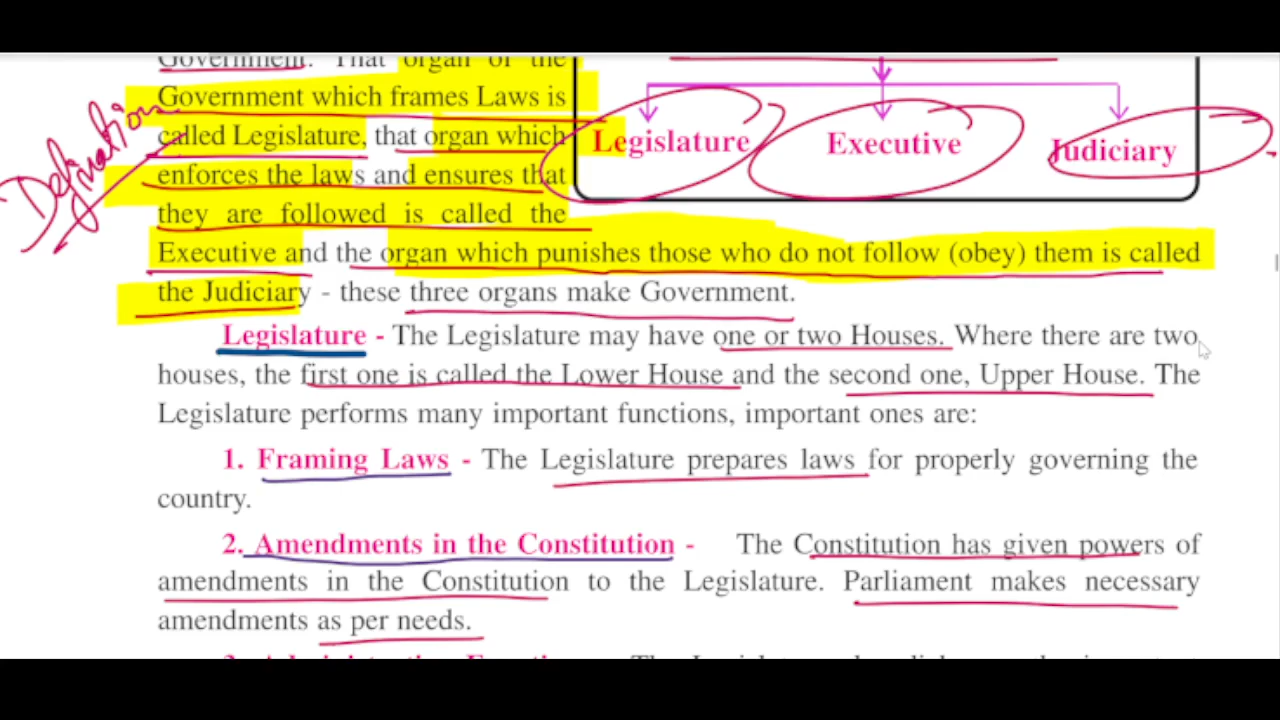 Government. That organ of the
Government which frames Laws is
called Legislature, that organ which
enforces the laws and ensures that
they are followed is called the
Executive and the organ which punishes those who do not follow (obey) them is called
the Judiciary - these three organs make Government.
Defination
Legislature
Executive
Judiciary
Legislature - The Legislature may have one or two Houses. Where there are two
houses, the first one is called the Lower House and the second one, Upper House. The
Legislature performs many important functions, important ones are:
1. Framing Laws - The Legislature prepares laws for properly governing the
country.
2. Amendments in the Constitution - The Constitution has given powers of
amendments in the Constitution to the Legislature. Parliament makes necessary
amendments as per needs.